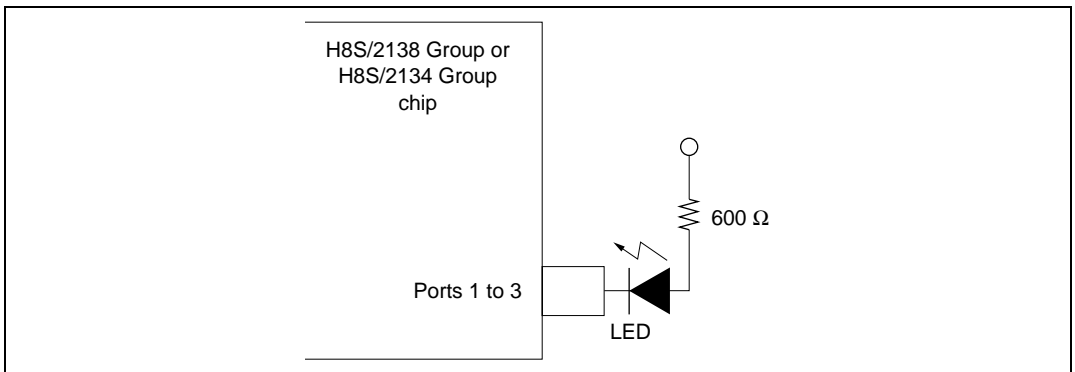 H8S/2138 Group or
H8S/2134 Group
chip
600 Ω
Ports 1 to 3
LED